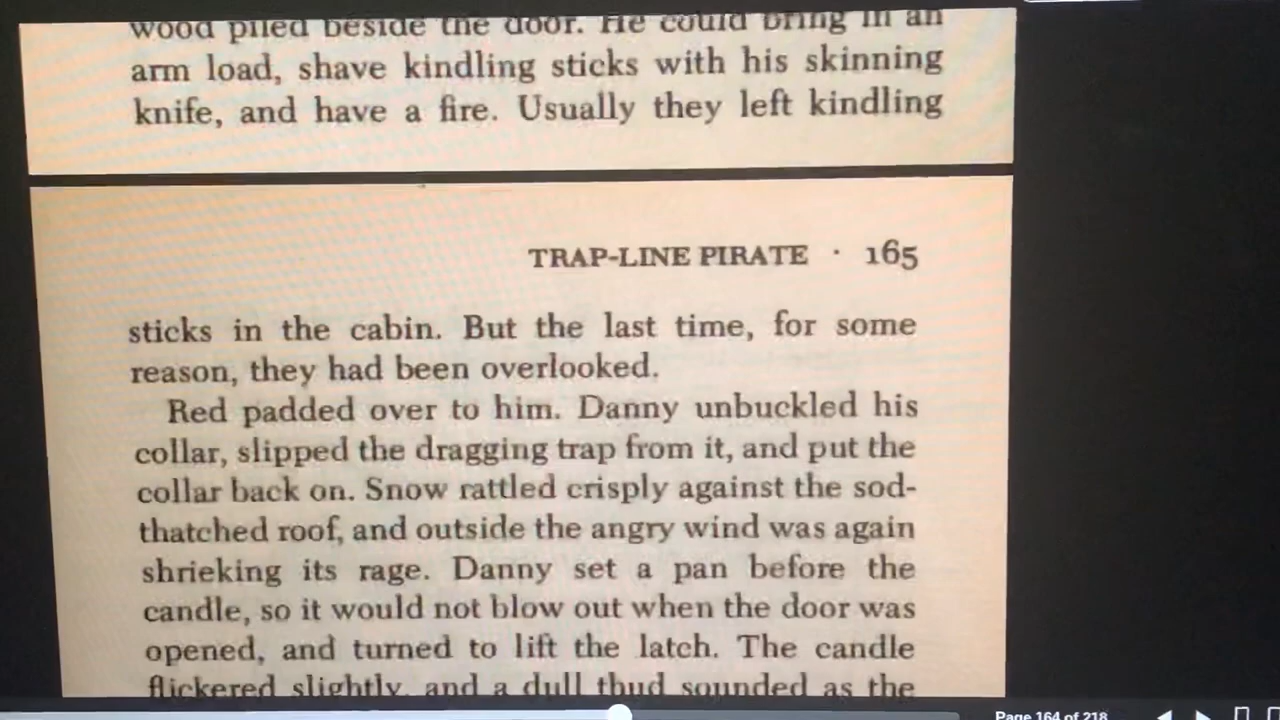 wood piled beside the door. He could bring in an
arm load, shave kindling sticks with his skinning
knife, and have a fire. Usually they left kindling
TRAP-LINE PIRATE · 165
sticks in the cabin. But the last time, for some
reason, they had been overlooked.
Red padded over to him. Danny unbuckled his
collar, slipped the dragging trap from it, and put the
collar back on. Snow rattled crisply against the sod-
thatched roof, and outside the angry wind was again
shrieking its rage. Danny set a pan before the
candle, so it would not blow out when the door was
opened, and turned to lift the latch. The candle
flickered slightly, and a dull thud sounded as the
Page 164 of 218